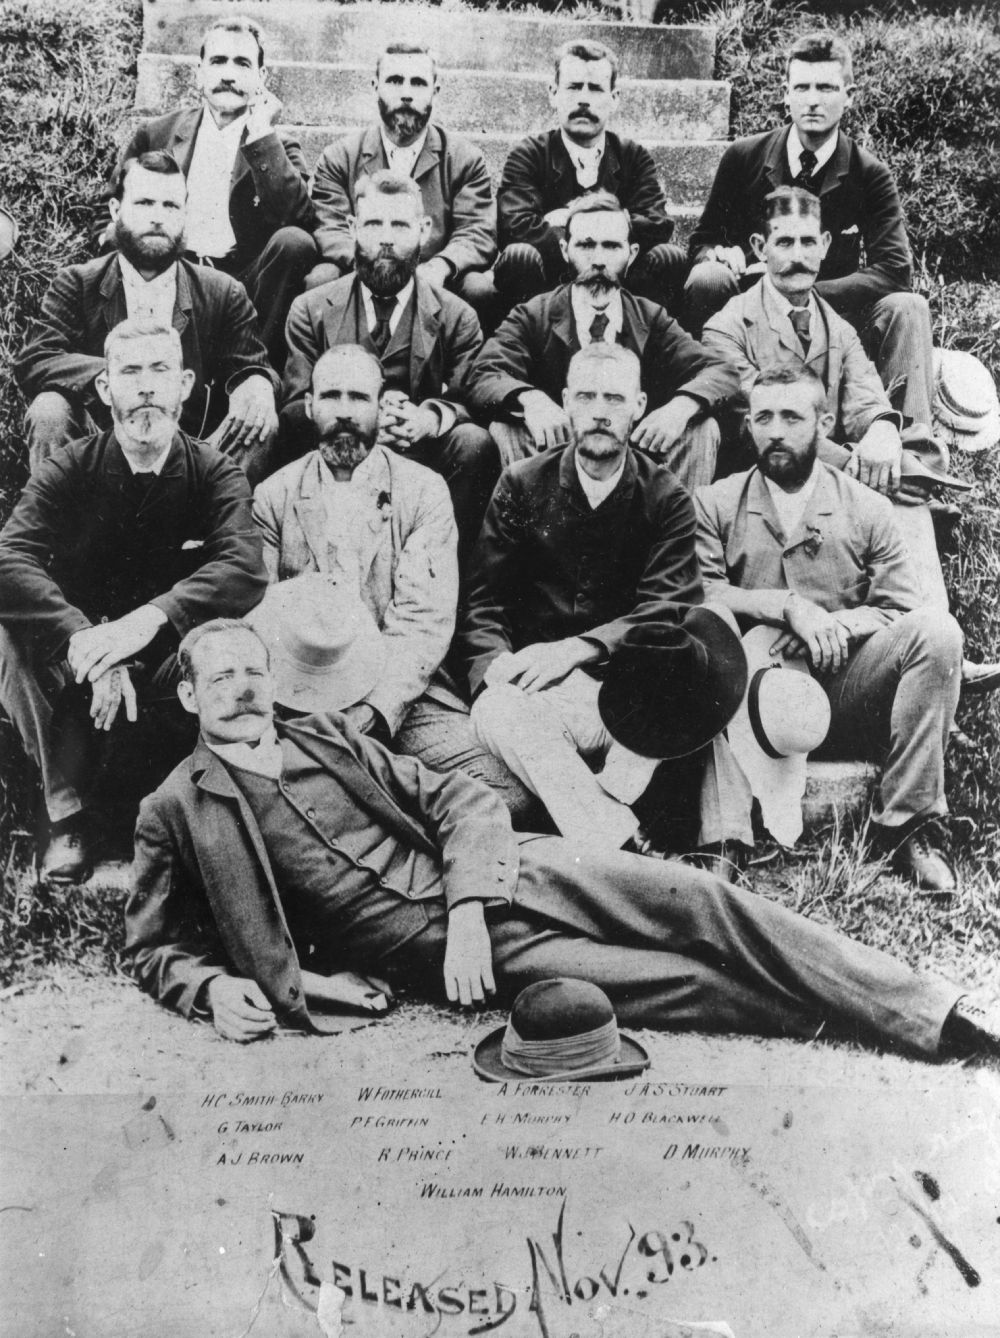 H C SMITH-BARRY W FOTHERGILL A FORRESTER J A S STUART
G TAYLOR P F GRIFFIN E H MURPHY H O BLACKWELL
A J BROWN R PRINCE W J BENNETT D MURPHY
WILLIAM HAMILTON
RELEASED NOV. '93.